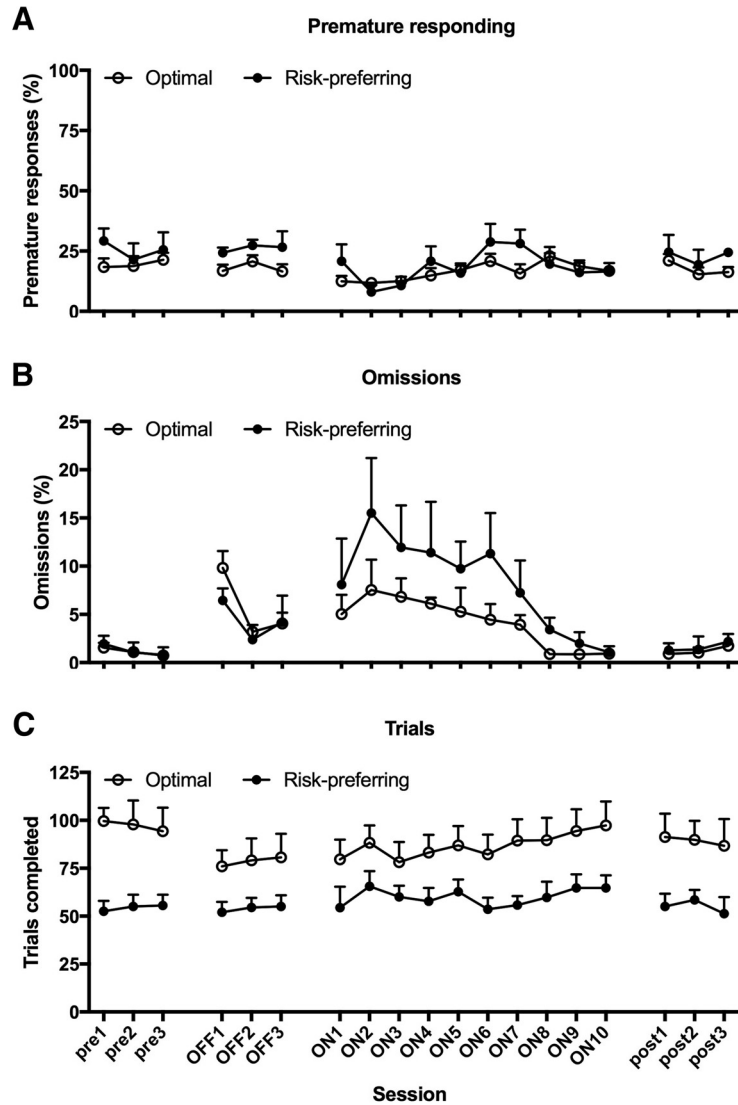 A
Premature responding
Premature responses (%)
100
75
50
25
0
Optimal
Risk-preferring
B
Omissions
Omissions (%)
25
20
15
10
5
0
Optimal
Risk-preferring
C
Trials
Trials completed
125
100
75
50
25
0
Optimal
Risk-preferring
pre1
pre2
pre3
OFF1
OFF2
OFF3
ON1
ON2
ON3
ON4
ON5
ON6
ON7
ON8
ON9
ON10
post1
post2
post3
Session